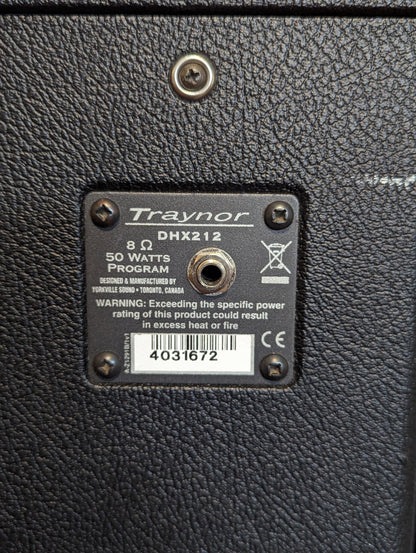 Traynor
DHX212
8 Ω
50 WATTS
PROGRAM
DESIGNED & MANUFACTURED BY
YORKVILLE SOUND • TORONTO, CANADA
WARNING: Exceeding the specific power
rating of this product could result
in excess heat or fire
CE
4031672